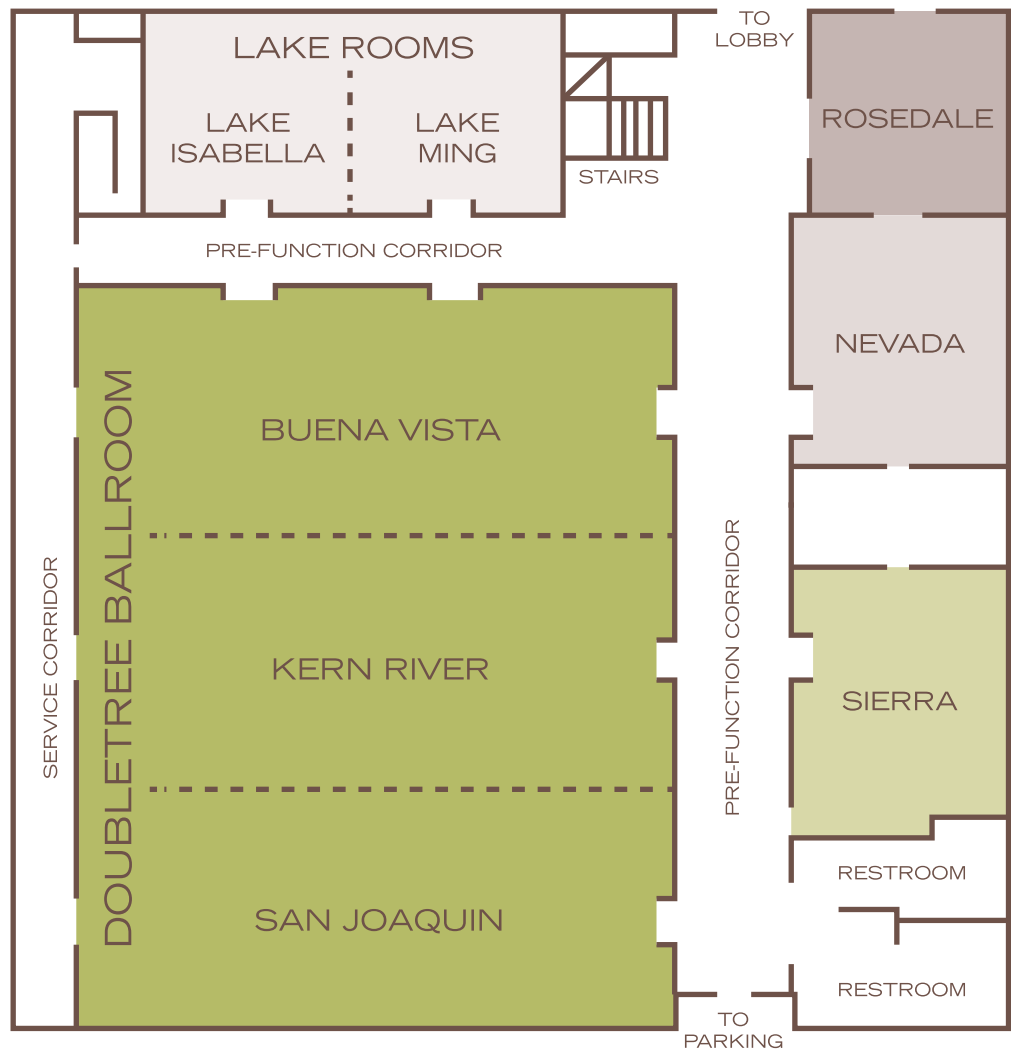 TO
LOBBY
LAKE ROOMS
ROSEDALE
LAKE
ISABELLA
LAKE
MING
STAIRS
PRE-FUNCTION CORRIDOR
NEVADA
BUENA VISTA
DOUBLETREE BALLROOM
SERVICE CORRIDOR
PRE-FUNCTION CORRIDOR
KERN RIVER
SIERRA
RESTROOM
SAN JOAQUIN
RESTROOM
TO
PARKING